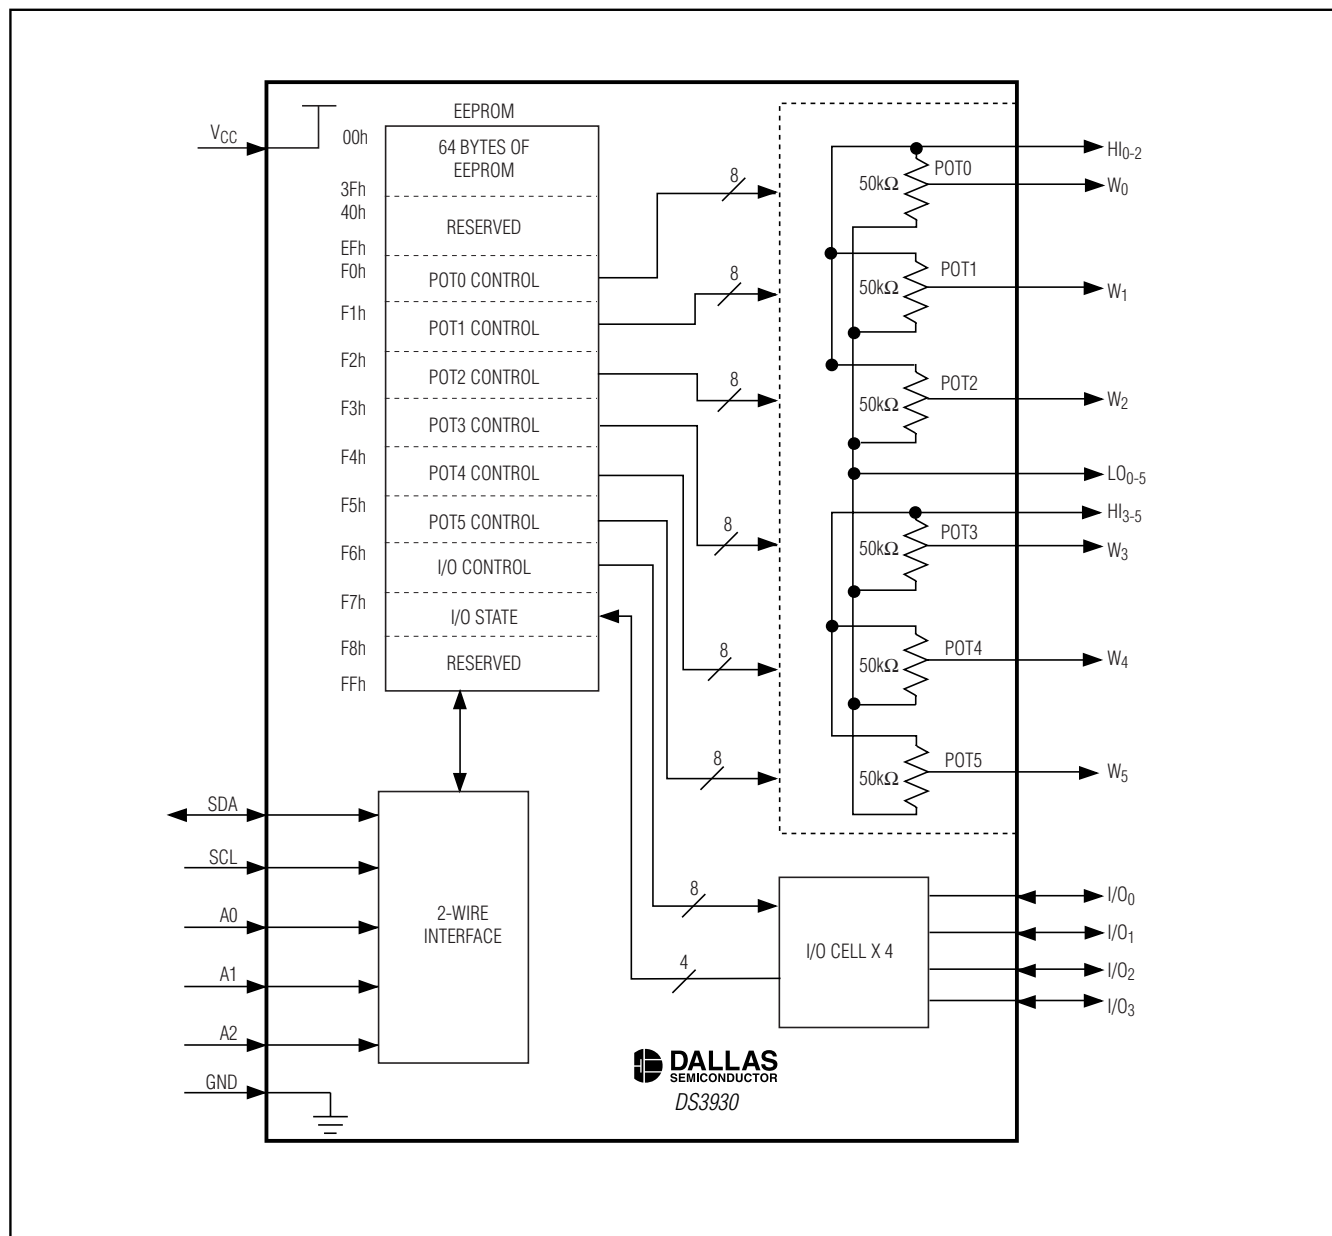 EEPROM
V_CC
00h
64 BYTES OF
EEPROM
3Fh
40h
RESERVED
EFh
F0h
POT0 CONTROL
F1h
POT1 CONTROL
F2h
POT2 CONTROL
F3h
POT3 CONTROL
F4h
POT4 CONTROL
F5h
POT5 CONTROL
F6h
I/O CONTROL
F7h
I/O STATE
F8h
RESERVED
FFh
8
8
8
8
8
8
8
4
HI0-2
POT0
50kΩ
W0
POT1
50kΩ
W1
POT2
50kΩ
W2
LO0-5
HI3-5
POT3
50kΩ
W3
POT4
50kΩ
W4
POT5
50kΩ
W5
SDA
SCL
A0
A1
A2
GND
2-WIRE
INTERFACE
I/O CELL X 4
I/O0
I/O1
I/O2
I/O3
DALLAS
SEMICONDUCTOR
DS3930